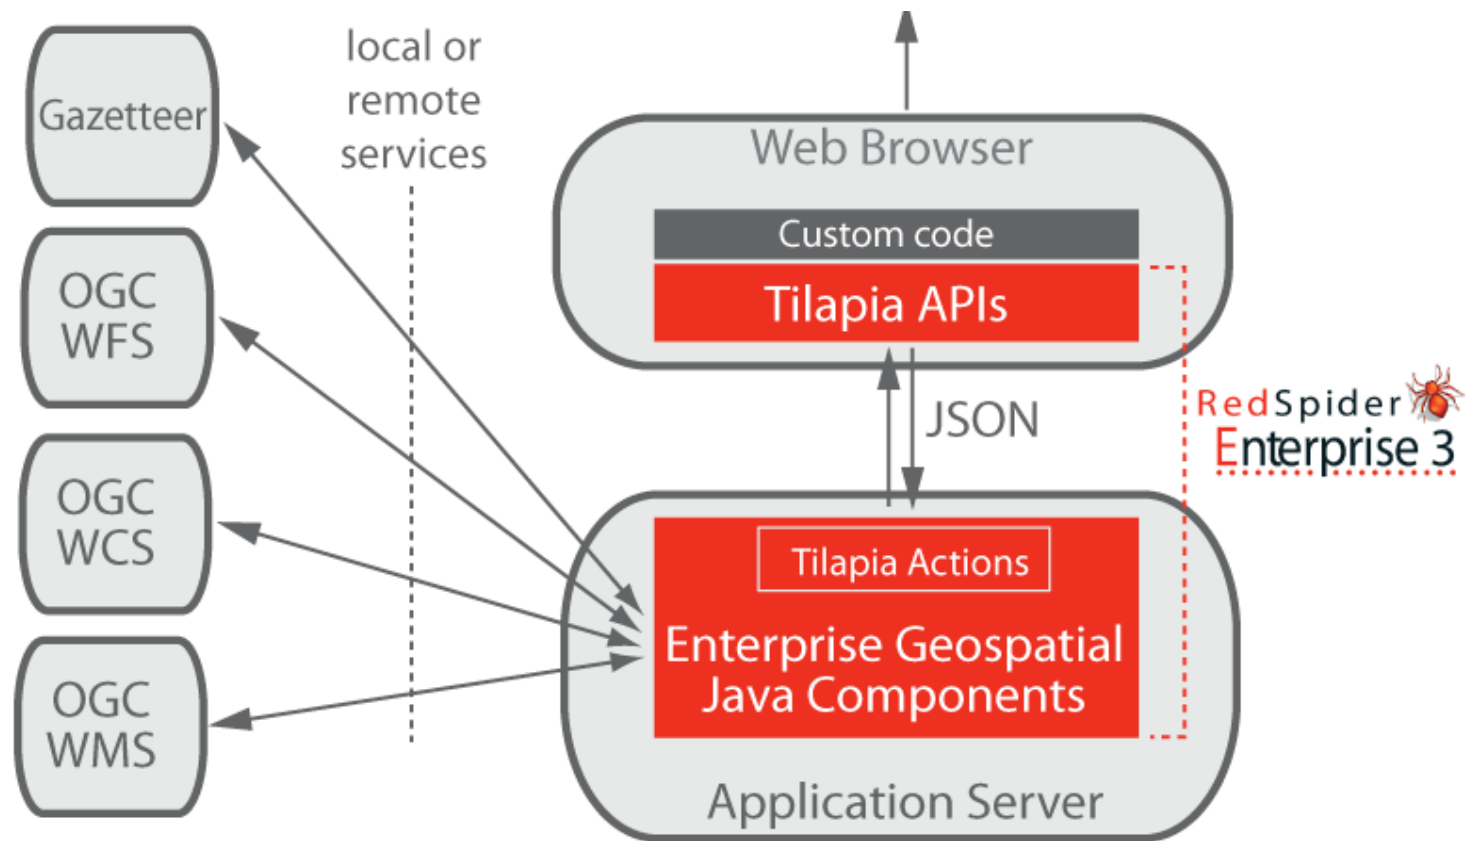 Gazetteer
OGC
WFS
OGC
WCS
OGC
WMS
local or
remote
services
Web Browser
Custom code
Tilapia APIs
JSON
RedSpider
Enterprise 3
Tilapia Actions
Enterprise Geospatial
Java Components
Application Server